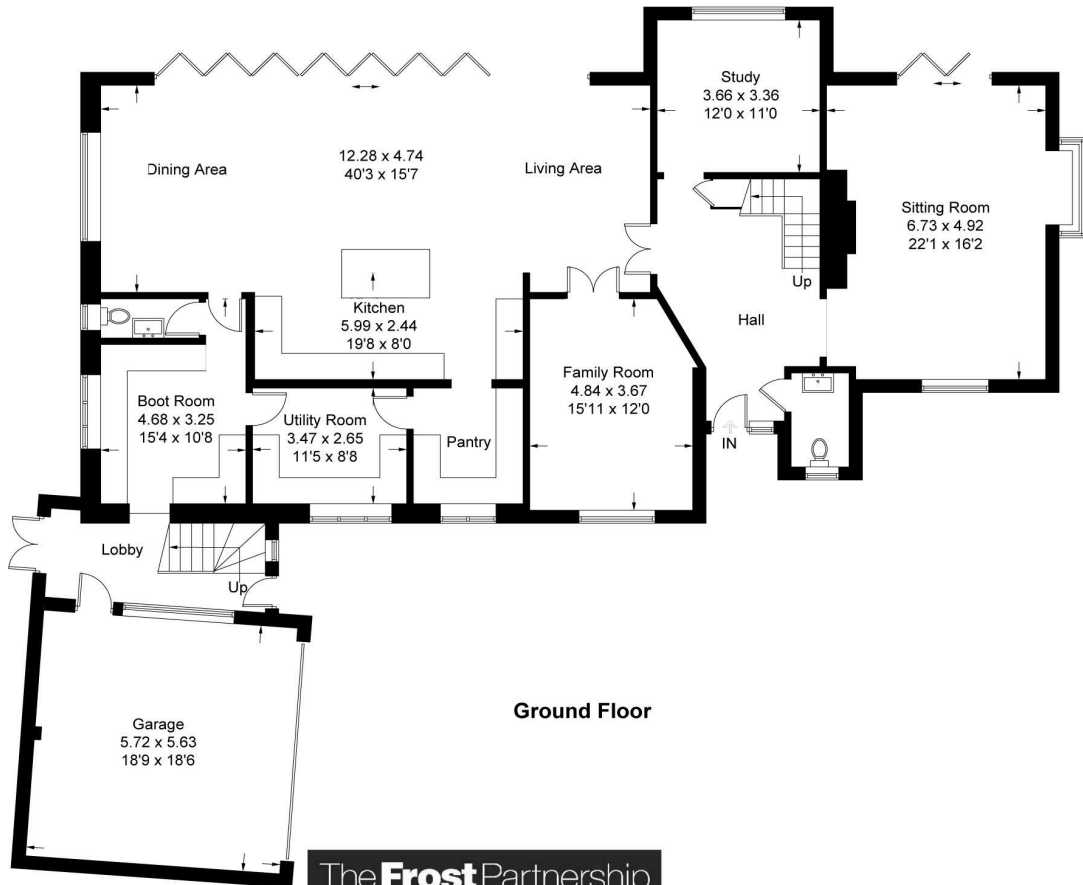 Study
3.66 x 3.36
12'0 x 11'0
Dining Area
12.28 x 4.74
40'3 x 15'7
Living Area
Sitting Room
6.73 x 4.92
22'1 x 16'2
Up
Kitchen
5.99 x 2.44
19'8 x 8'0
Hall
Family Room
4.84 x 3.67
15'11 x 12'0
Boot Room
4.68 x 3.25
15'4 x 10'8
Utility Room
3.47 x 2.65
11'5 x 8'8
Pantry
IN
Lobby
Up
Garage
5.72 x 5.63
18'9 x 18'6
Ground Floor
The Frost Partnership